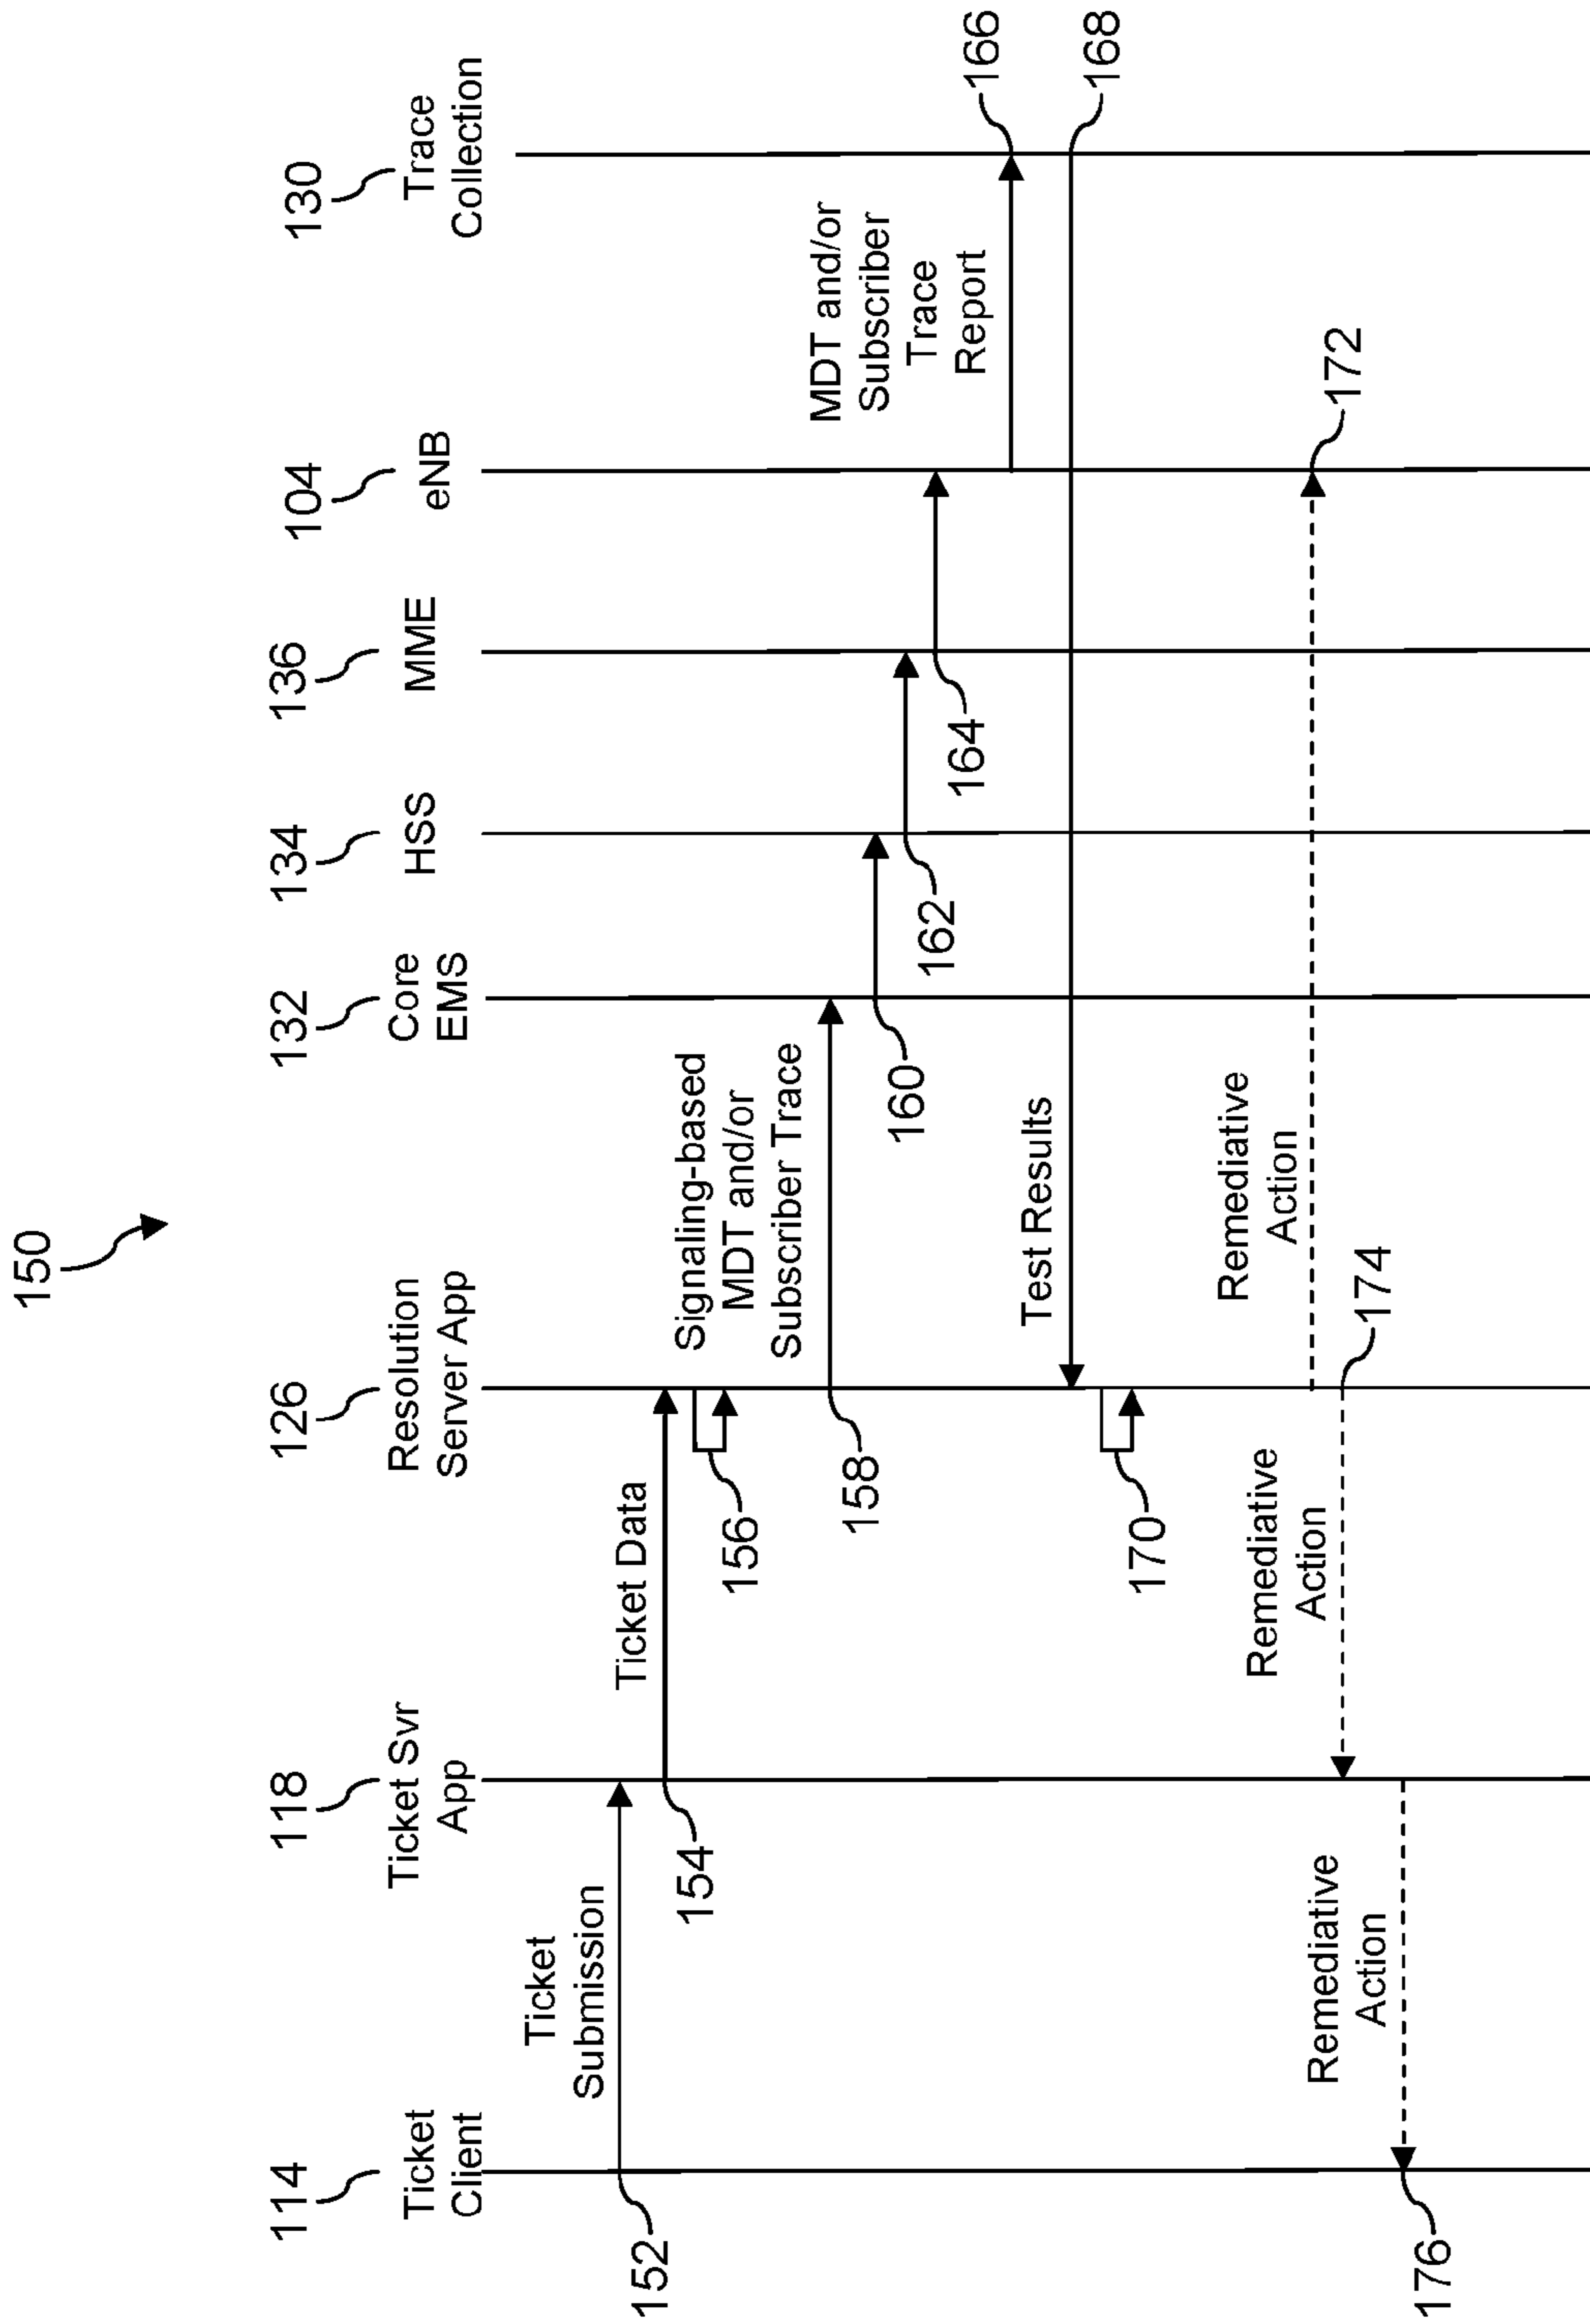 150
114
Ticket
Client
118
Ticket Svr
App
126
Resolution
Server App
132
Core
EMS
134
HSS
136
MME
104
eNB
130
Trace
Collection
152
Ticket
Submission
154
Ticket Data
156
Signaling-based
MDT and/or
Subscriber Trace
158
160
162
164
MDT and/or
Subscriber
Trace
Report
166
Test Results
168
170
Remediative
Action
172
Remediative
Action
174
Remediative
Action
176